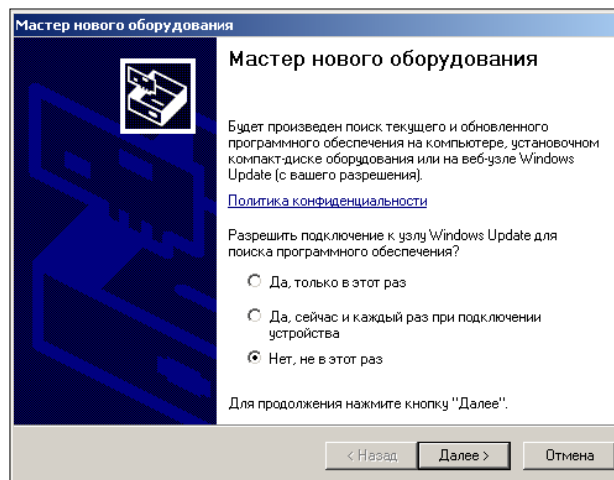 Мастер нового оборудования
Мастер нового оборудования
Будет произведен поиск текущего и обновленного
программного обеспечения на компьютере, установочном
компакт-диске оборудования или на веб-узле Windows
Update (с вашего разрешения).
Политика конфиденциальности
Разрешить подключение к узлу Windows Update для
поиска программного обеспечения?
Да, только в этот раз
Да, сейчас и каждый раз при подключении
устройства
Нет, не в этот раз
Для продолжения нажмите кнопку "Далее".
< Назад
Далее >
Отмена